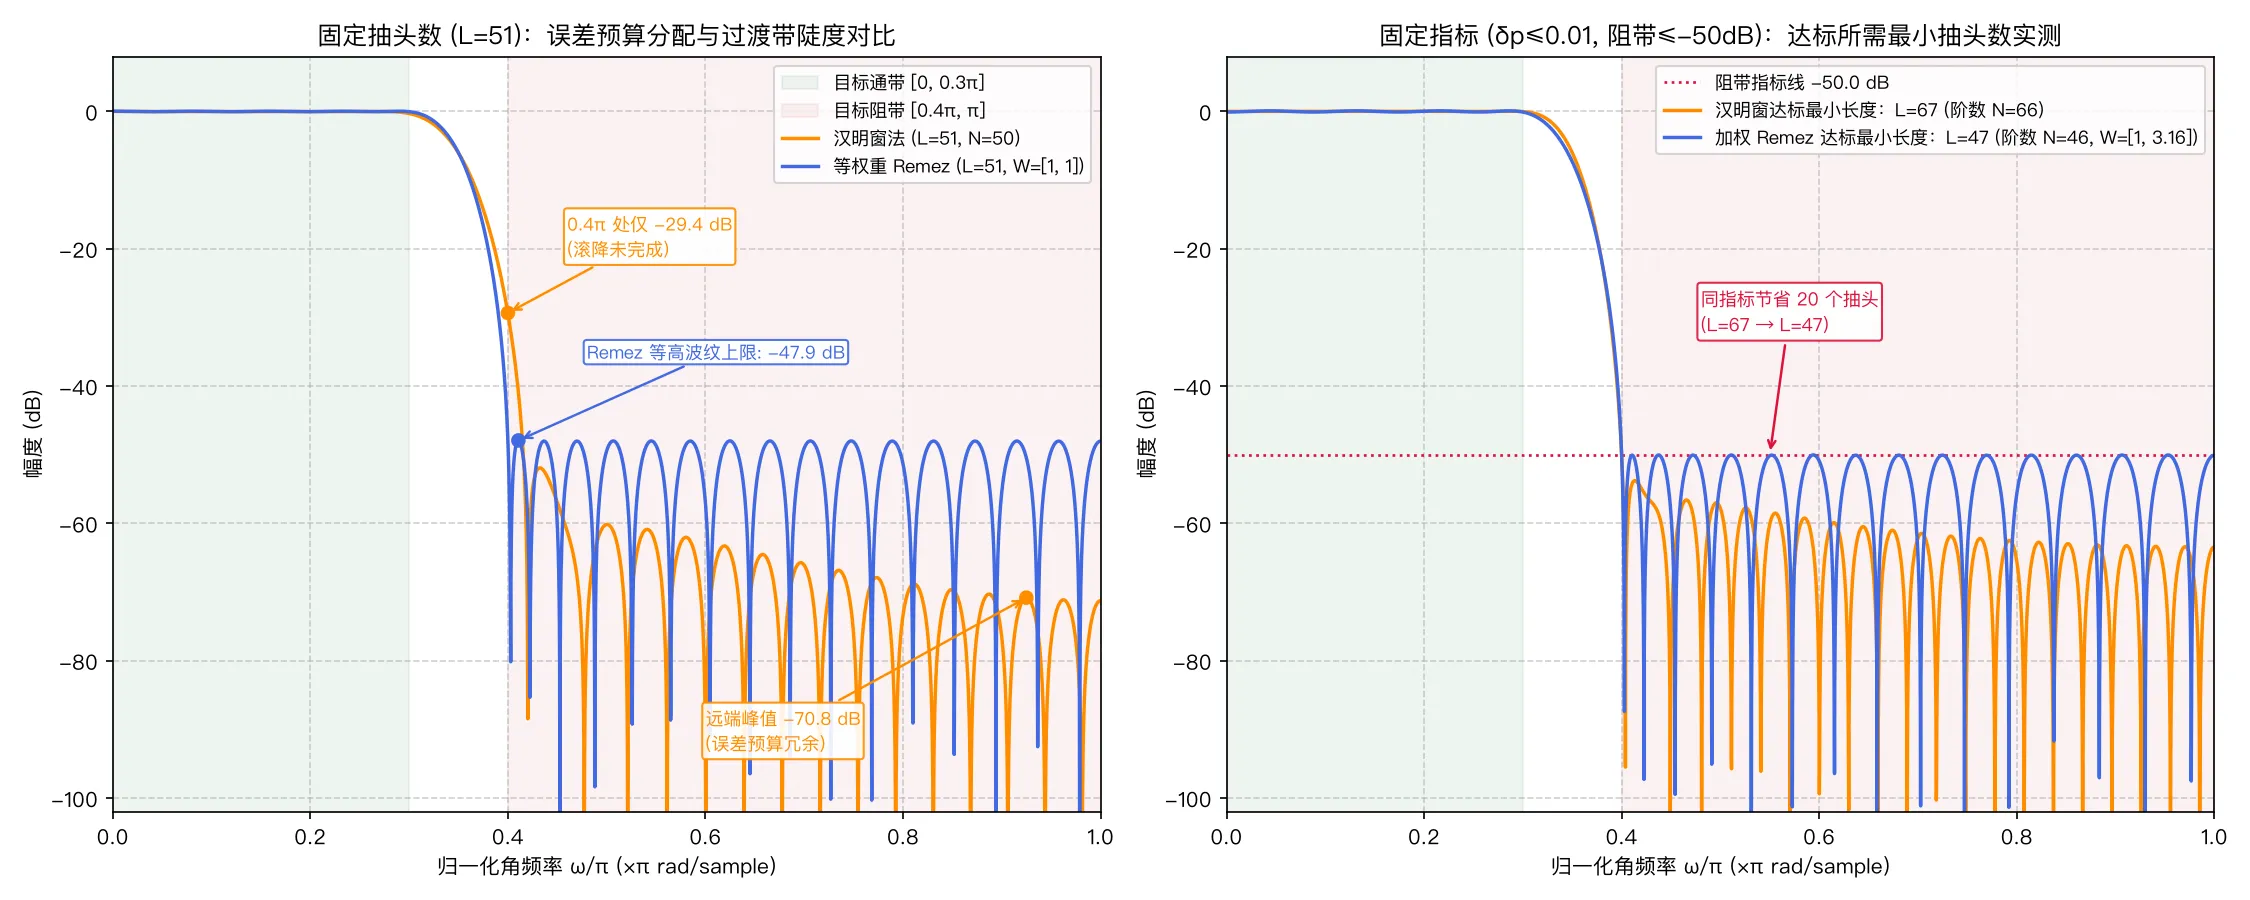 固定抽头数 (L=51)：误差预算分配与过渡带陡度对比
目标通带 [0, 0.3π]
目标阻带 [0.4π, π]
汉明窗法 (L=51, N=50)
等权重 Remez (L=51, W=[1, 1])
0.4π 处仅 −29.4 dB
(滚降未完成)
Remez 等高波纹上限: −47.9 dB
远端峰值 −70.8 dB
(误差预算冗余)
幅度 (dB)
0
−20
−40
−60
−80
−100
0.0
0.2
0.4
0.6
0.8
1.0
归一化角频率 ω/π (×π rad/sample)
固定指标 (δp≤0.01, 阻带≤−50dB)：达标所需最小抽头数实测
阻带指标线 −50.0 dB
汉明窗达标最小长度：L=67 (阶数 N=66)
加权 Remez 达标最小长度：L=47 (阶数 N=46, W=[1, 3.16])
同指标节省 20 个抽头
(L=67 → L=47)
幅度 (dB)
0
−20
−40
−60
−80
−100
0.0
0.2
0.4
0.6
0.8
1.0
归一化角频率 ω/π (×π rad/sample)